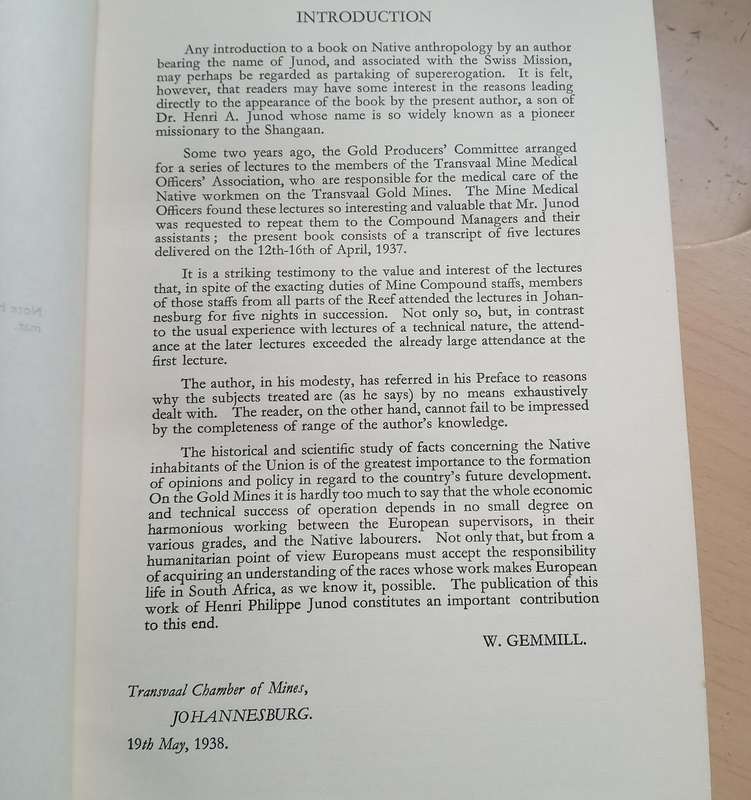 INTRODUCTION
Any introduction to a book on Native anthropology by an author
bearing the name of Junod, and associated with the Swiss Mission,
may perhaps be regarded as partaking of supererogation. It is felt,
however, that readers may have some interest in the reasons leading
directly to the appearance of the book by the present author, a son of
Dr. Henri A. Junod whose name is so widely known as a pioneer
missionary to the Shangaan.
Some two years ago, the Gold Producers' Committee arranged
for a series of lectures to the members of the Transvaal Mine Medical
Officers' Association, who are responsible for the medical care of the
Native workmen on the Transvaal Gold Mines. The Mine Medical
Officers found these lectures so interesting and valuable that Mr. Junod
was requested to repeat them to the Compound Managers and their
assistants; the present book consists of a transcript of five lectures
delivered on the 12th-16th of April, 1937.
It is a striking testimony to the value and interest of the lectures
that, in spite of the exacting duties of Mine Compound staffs, members
of those staffs from all parts of the Reef attended the lectures in Johan-
nesburg for five nights in succession. Not only so, but, in contrast
to the usual experience with lectures of a technical nature, the attend-
ance at the later lectures exceeded the already large attendance at the
first lecture.
The author, in his modesty, has referred in his Preface to reasons
why the subjects treated are (as he says) by no means exhaustively
dealt with. The reader, on the other hand, cannot fail to be impressed
by the completeness of range of the author's knowledge.
The historical and scientific study of facts concerning the Native
inhabitants of the Union is of the greatest importance to the formation
of opinions and policy in regard to the country's future development.
On the Gold Mines it is hardly too much to say that the whole economic
and technical success of operation depends in no small degree on
harmonious working between the European supervisors, in their
various grades, and the Native labourers. Not only that, but from a
humanitarian point of view Europeans must accept the responsibility
of acquiring an understanding of the races whose work makes European
life in South Africa, as we know it, possible. The publication of this
work of Henri Philippe Junod constitutes an important contribution
to this end.
W. GEMMILL.
Transvaal Chamber of Mines,
JOHANNESBURG.
19th May, 1938.